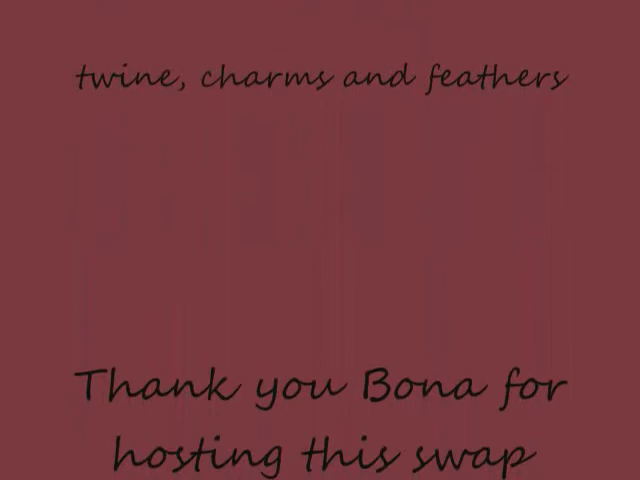 twine, charms and feathers
Thank you Bona for
hosting this swap